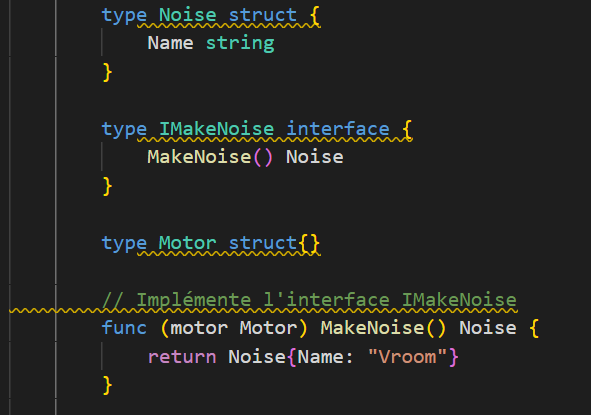 type Noise struct {
    Name string
}
type IMakeNoise interface {
    MakeNoise() Noise
}
type Motor struct{}
// Implémente l'interface IMakeNoise
func (motor Motor) MakeNoise() Noise {
    return Noise{Name: "Vroom"}
}